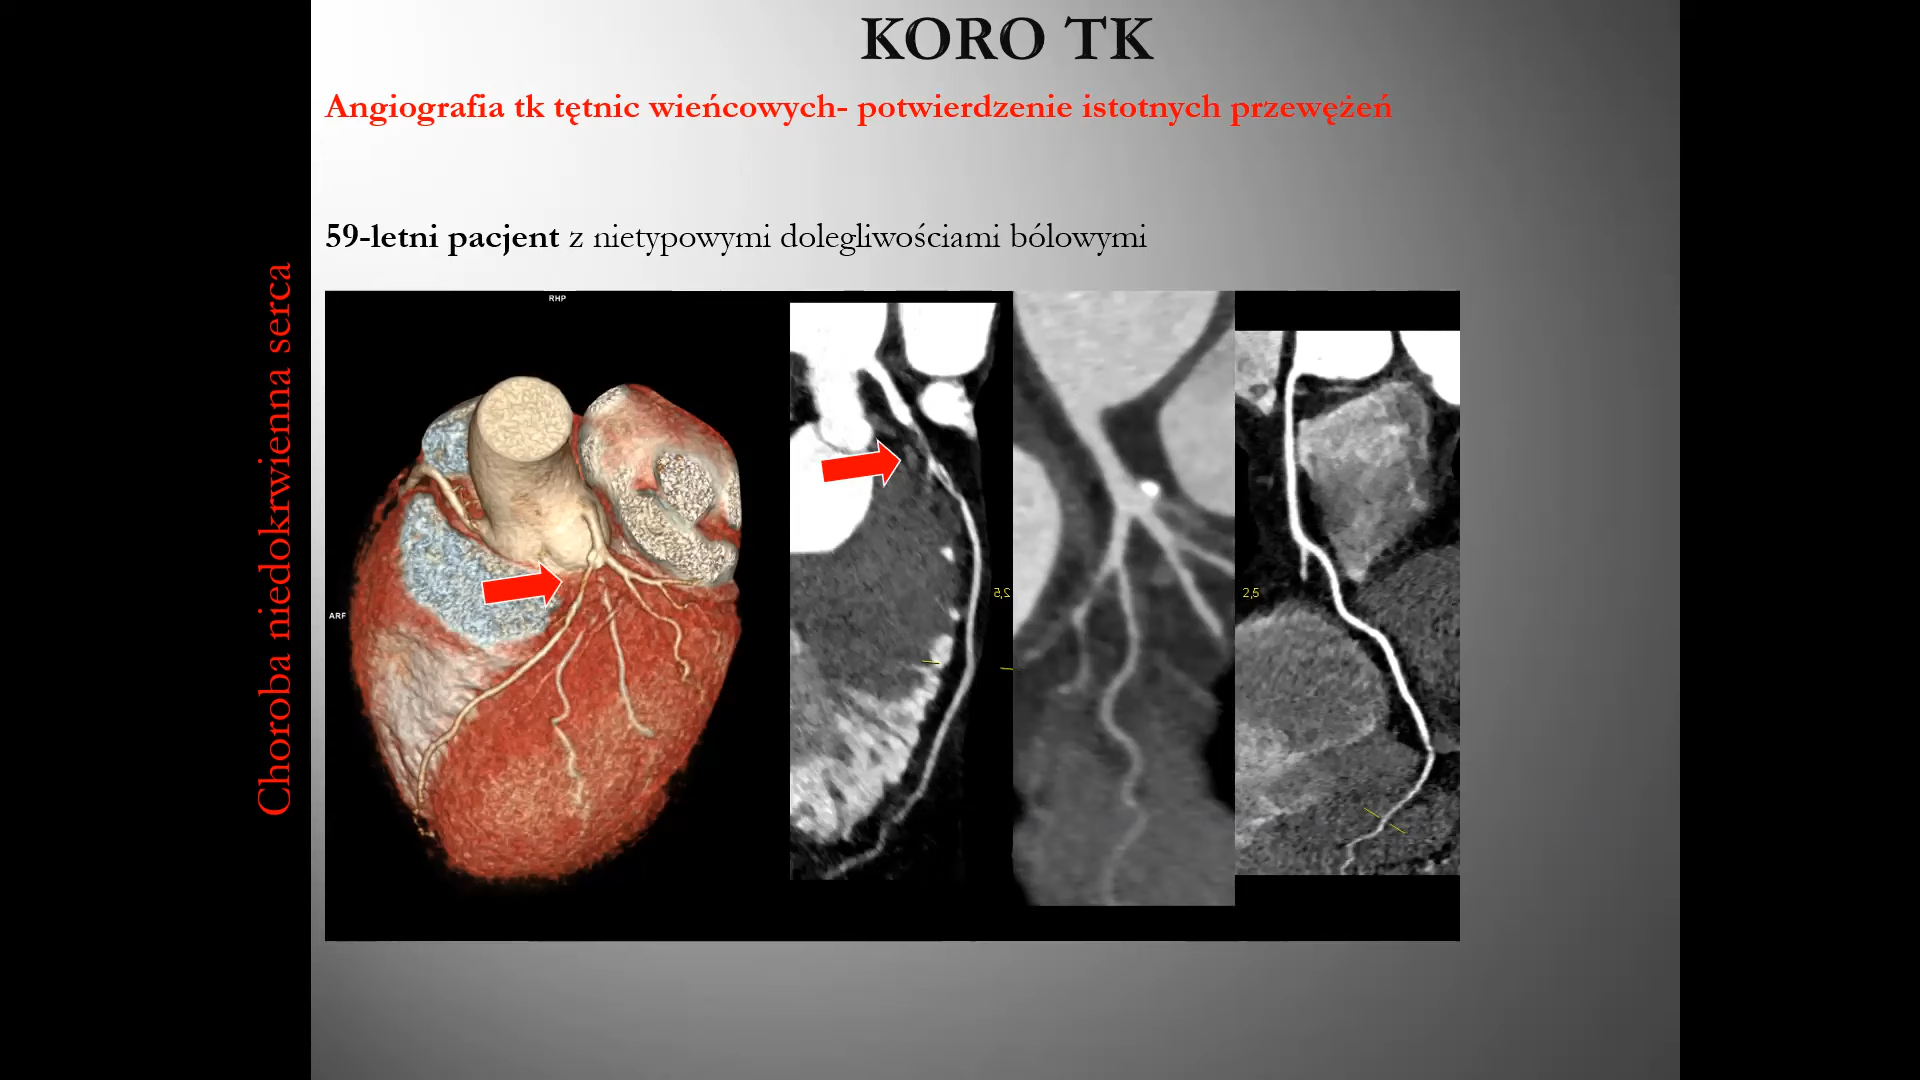 KORO TK
Angiografia tk tętnic wieńcowych- potwierdzenie istotnych przewężeń
59-letni pacjent z nietypowymi dolegliwościami bólowymi
Choroba niedokrwienna serca
RHP
ARF
2,5
2,5